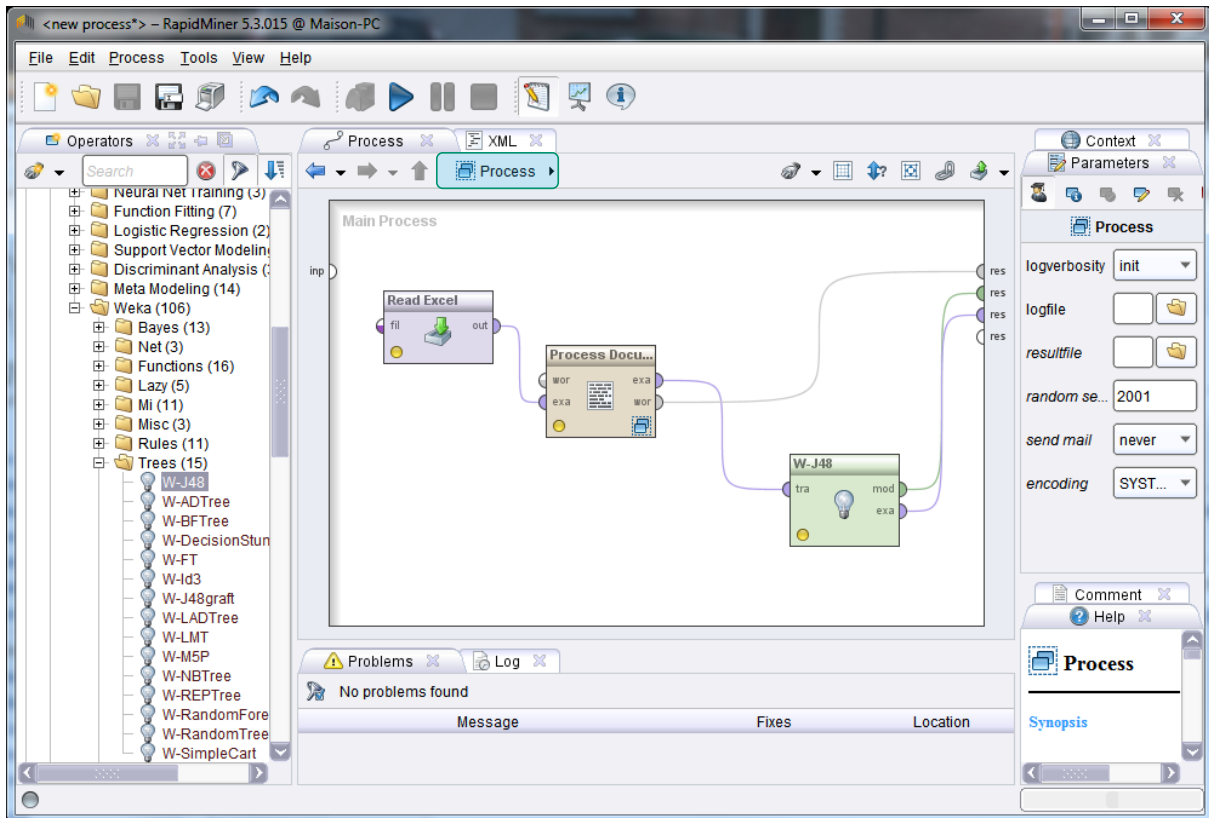 <new process*> – RapidMiner 5.3.015 @ Maison-PC
File Edit Process Tools View Help
Operators
Search
Neural Net Training (3)
Function Fitting (7)
Logistic Regression (2)
Support Vector Modeling
Discriminant Analysis (
Meta Modeling (14)
Weka (106)
Bayes (13)
Net (3)
Functions (16)
Lazy (5)
Mi (11)
Misc (3)
Rules (11)
Trees (15)
W-J48
W-ADTree
W-BFTree
W-DecisionStun
W-FT
W-Id3
W-J48graft
W-LADTree
W-LMT
W-M5P
W-NBTree
W-REPTree
W-RandomFore
W-RandomTree
W-SimpleCart
Process XML
Process
Main Process
inp
Read Excel
fil out
Process Docu...
wor exa
exa wor
W-J48
tra mod
exa
res
res
res
res
Problems Log
No problems found
Message Fixes Location
Context
Parameters
Process
logverbosity init
logfile
resultfile
random se... 2001
send mail never
encoding SYST...
Comment
Help
Process
Synopsis